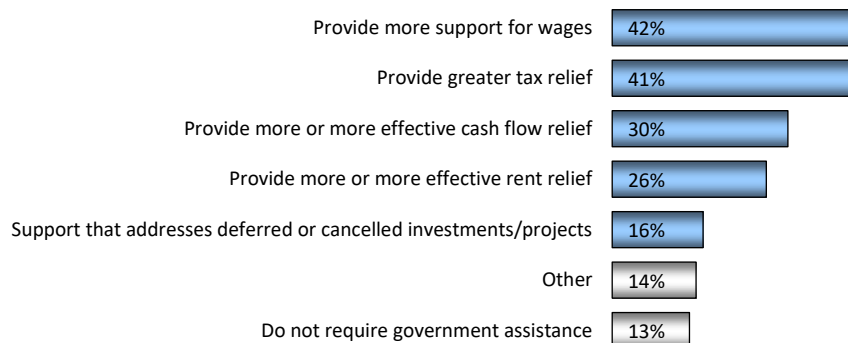 Provide more support for wages 42%
Provide greater tax relief 41%
Provide more or more effective cash flow relief 30%
Provide more or more effective rent relief 26%
Support that addresses deferred or cancelled investments/projects 16%
Other 14%
Do not require government assistance 13%